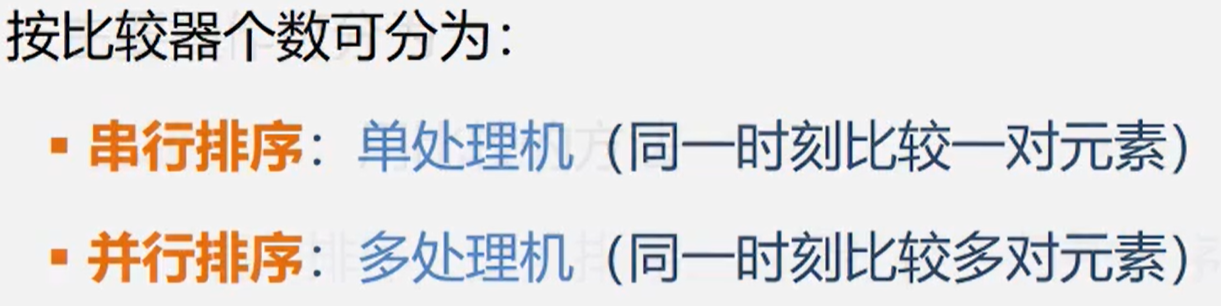 按比较器个数可分为：
▪ 串行排序：单处理机（同一时刻比较一对元素）
▪ 并行排序：多处理机（同一时刻比较多对元素）